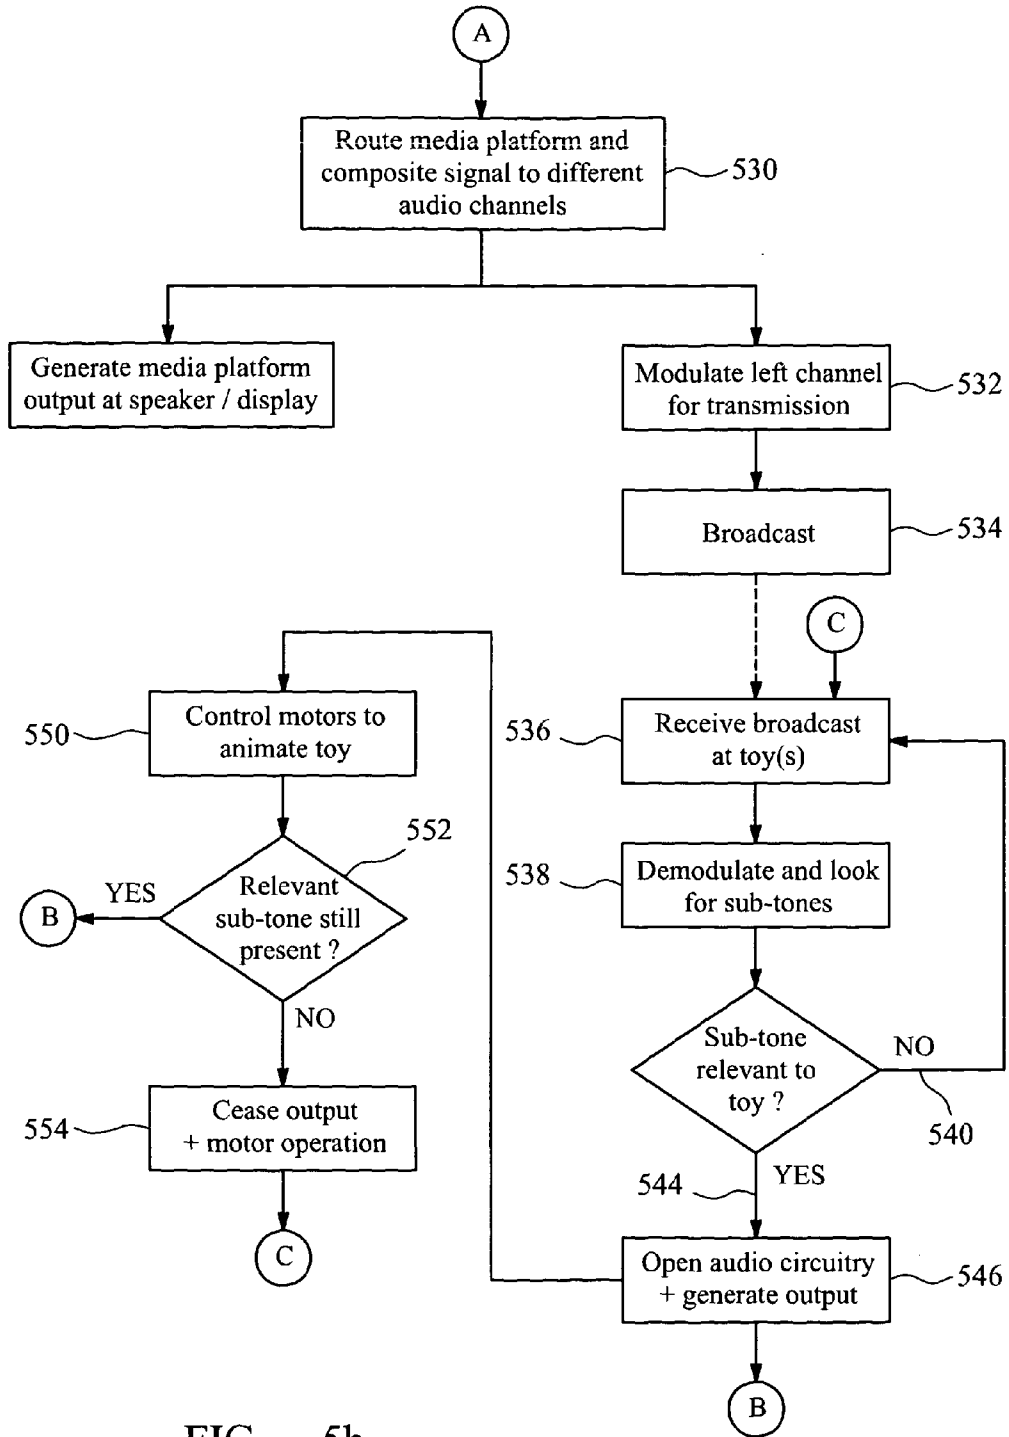 A
Route media platform and
composite signal to different
audio channels
530
Generate media platform
output at speaker / display
Modulate left channel
for transmission
532
Broadcast
534
C
Receive broadcast
at toy(s)
536
Demodulate and look
for sub-tones
538
Sub-tone
relevant to
toy ?
NO
540
YES
544
Open audio circuitry
+ generate output
546
B
Control motors to
animate toy
550
Relevant
sub-tone still
present ?
552
YES
B
NO
Cease output
+ motor operation
554
C
FIG. 5b